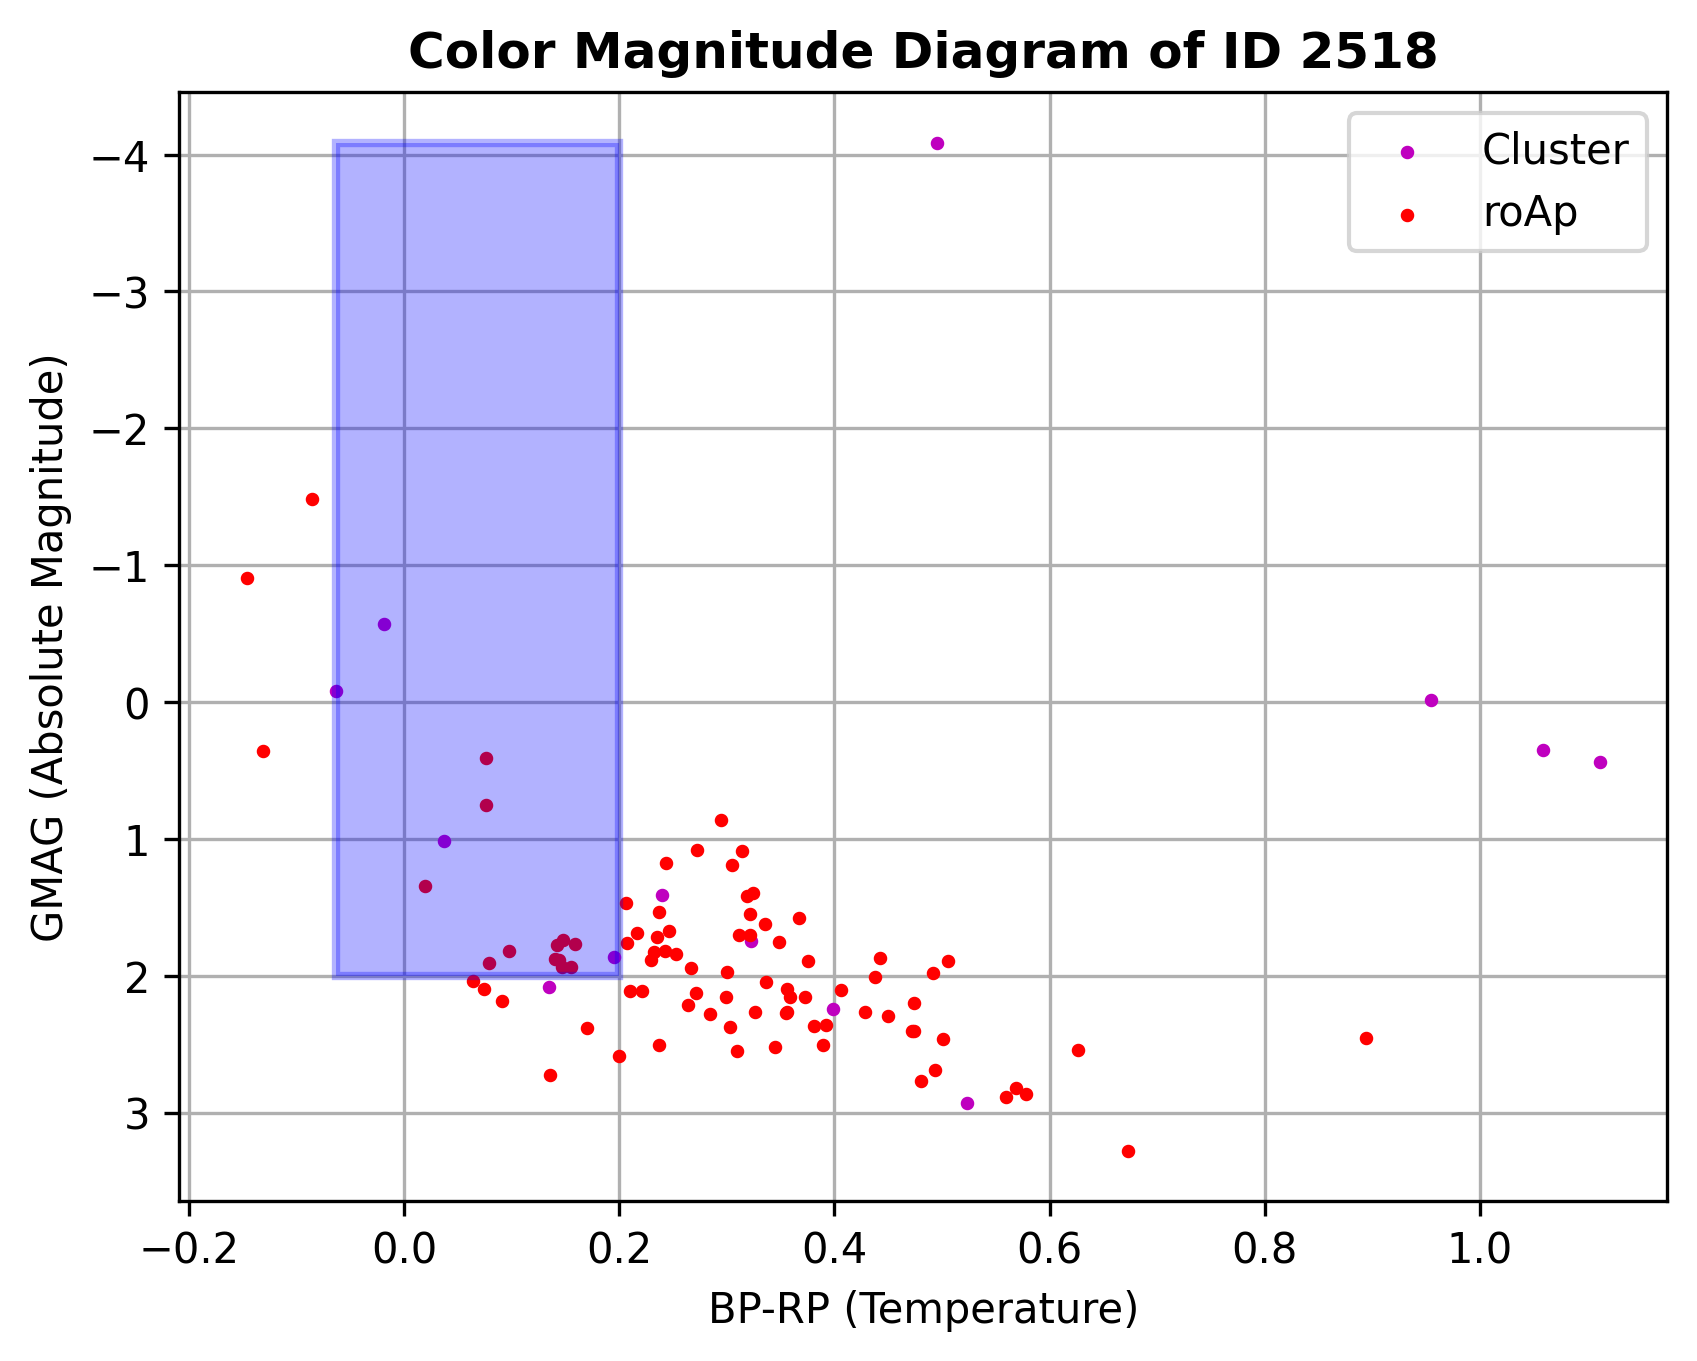 Color Magnitude Diagram of ID 2518
Cluster
roAp
−4
−3
−2
−1
0
1
2
3
GMAG (Absolute Magnitude)
−0.2 0.0 0.2 0.4 0.6 0.8 1.0
BP-RP (Temperature)